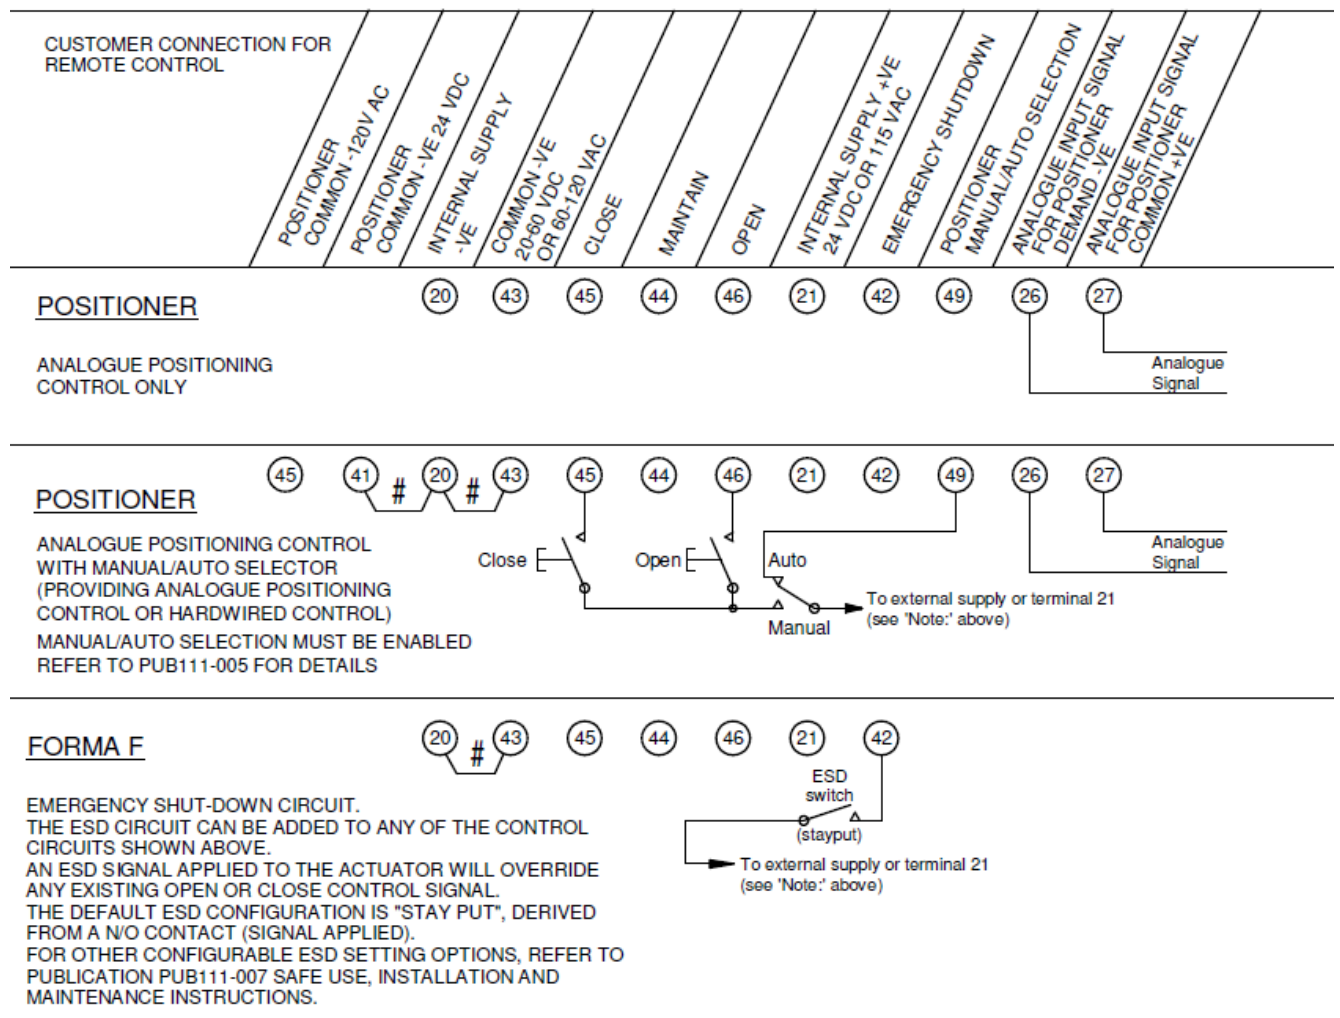 CUSTOMER CONNECTION FOR
REMOTE CONTROL
POSITIONER
COMMON -120V AC
POSITIONER
COMMON - VE 24 VDC
INTERNAL SUPPLY
-VE
COMMON -VE
20-60 VDC
OR 60-120 VAC
CLOSE
MAINTAIN
OPEN
INTERNAL SUPPLY +VE
24 VDC OR 115 VAC
EMERGENCY SHUTDOWN
POSITIONER
MANUAL/AUTO SELECTION
ANALOGUE INPUT SIGNAL
FOR POSITIONER
DEMAND -VE
ANALOGUE INPUT SIGNAL
FOR POSITIONER
COMMON +VE
POSITIONER
20 43 45 44 46 21 42 49 26 27
ANALOGUE POSITIONING
CONTROL ONLY
Analogue
Signal
POSITIONER
45 41 # 20 # 43 45 44 46 21 42 49 26 27
ANALOGUE POSITIONING CONTROL
WITH MANUAL/AUTO SELECTOR
(PROVIDING ANALOGUE POSITIONING
CONTROL OR HARDWIRED CONTROL)
MANUAL/AUTO SELECTION MUST BE ENABLED
REFER TO PUB111-005 FOR DETAILS
Close
Open
Auto
Manual
To external supply or terminal 21
(see 'Note:' above)
Analogue
Signal
FORMA F
20 # 43 45 44 46 21 42
EMERGENCY SHUT-DOWN CIRCUIT.
THE ESD CIRCUIT CAN BE ADDED TO ANY OF THE CONTROL
CIRCUITS SHOWN ABOVE.
AN ESD SIGNAL APPLIED TO THE ACTUATOR WILL OVERRIDE
ANY EXISTING OPEN OR CLOSE CONTROL SIGNAL.
THE DEFAULT ESD CONFIGURATION IS "STAY PUT", DERIVED
FROM A N/O CONTACT (SIGNAL APPLIED).
FOR OTHER CONFIGURABLE ESD SETTING OPTIONS, REFER TO
PUBLICATION PUB111-007 SAFE USE, INSTALLATION AND
MAINTENANCE INSTRUCTIONS.
ESD
switch
(stayput)
To external supply or terminal 21
(see 'Note:' above)